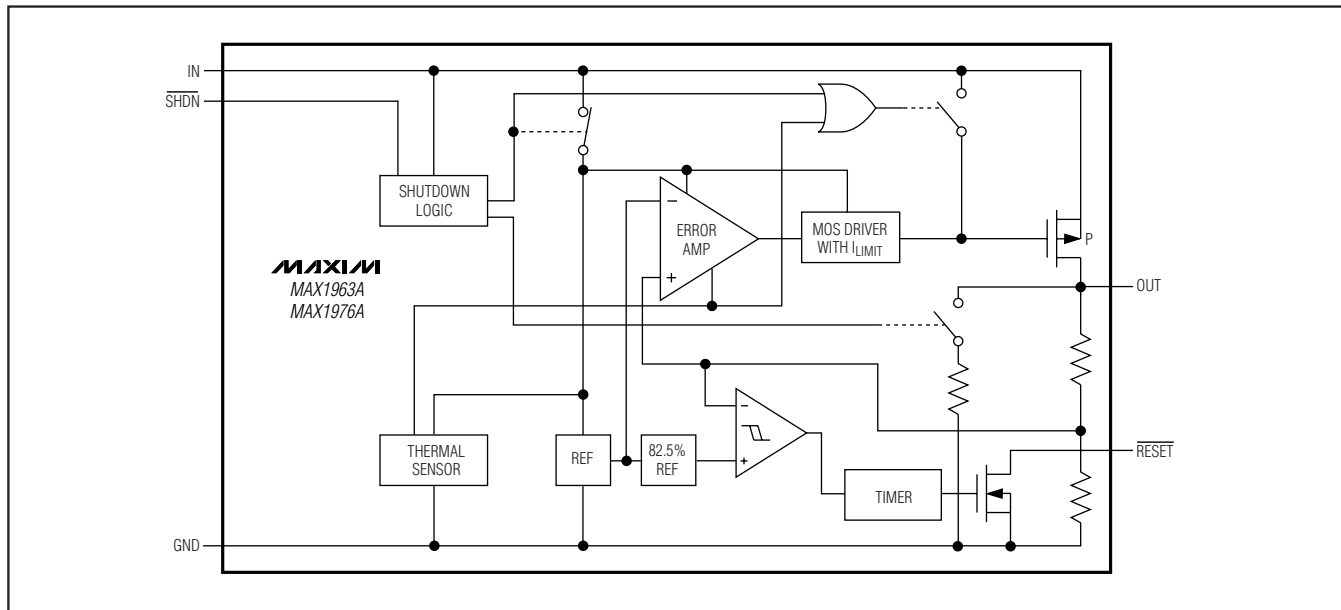 IN
SHDN
SHUTDOWN
LOGIC
−
ERROR
AMP
+
MOS DRIVER
WITH ILIMIT
P
MAXIM
MAX1963A
MAX1976A
OUT
THERMAL
SENSOR
REF
82.5%
REF
−
+
TIMER
RESET
GND